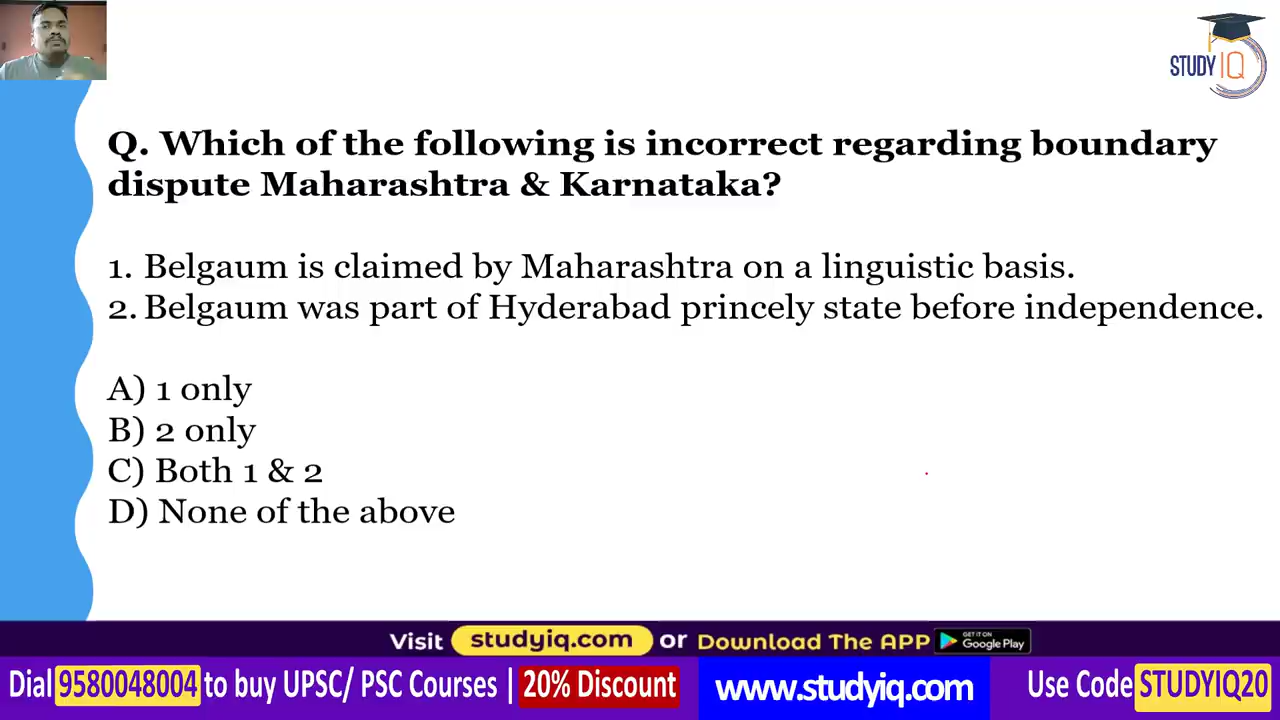 STUDY IQ
Q. Which of the following is incorrect regarding boundary
dispute Maharashtra & Karnataka?
1. Belgaum is claimed by Maharashtra on a linguistic basis.
2. Belgaum was part of Hyderabad princely state before independence.
A) 1 only
B) 2 only
C) Both 1 & 2
D) None of the above
Visit studyiq.com or Download The APP GET IT ON Google Play
Dial 9580048004 to buy UPSC/ PSC Courses | 20% Discount www.studyiq.com Use Code STUDYIQ20